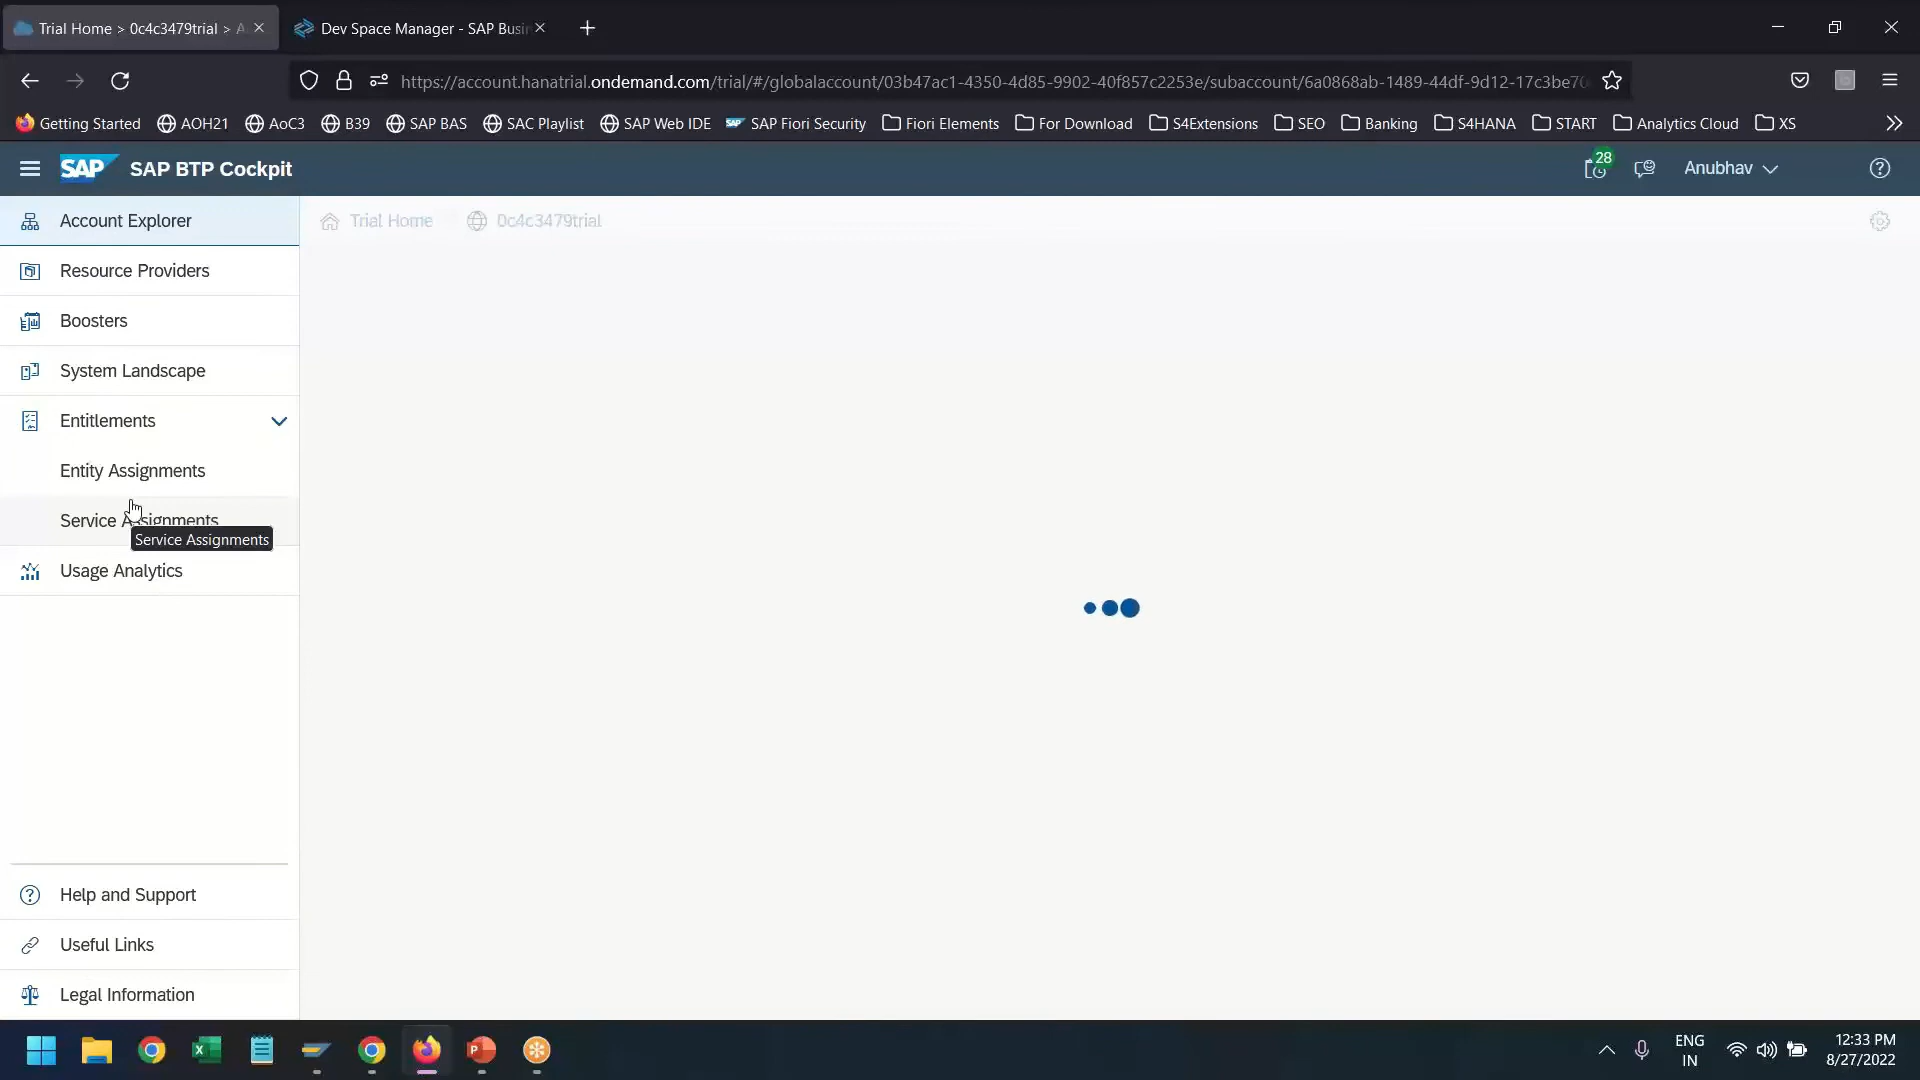 Trial Home > 0c4c3479trial >
Dev Space Manager - SAP Busi
https://account.hanatrial.ondemand.com/trial/#/globalaccount/03b47ac1-4350-4d85-9902-40f857c2253e/subaccount/6a0868ab-1489-44df-9d12-17c3be70
Getting Started AOH21 AoC3 B39 SAP BAS SAC Playlist SAP Web IDE SAP SAP Fiori Security Fiori Elements For Download S4Extensions SEO Banking S4HANA START Analytics Cloud XS
SAP SAP BTP Cockpit 28 Anubhav
Account Explorer
Trial Home 0c4c3479trial
Resource Providers
Boosters
System Landscape
Entitlements
Entity Assignments
Service Assignments
Service Assignments
Usage Analytics
Help and Support
Useful Links
Legal Information
ENG
IN
12:33 PM
8/27/2022